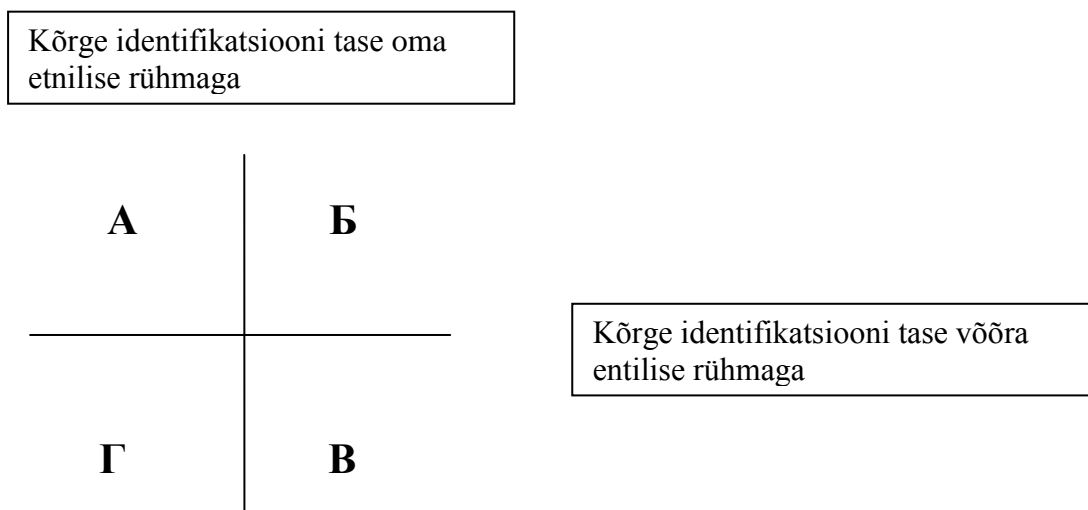 Kõrge identifikatsiooni tase oma
etnilise rühmaga
А Б
Kõrge identifikatsiooni tase võõra
entilise rühmaga
Г В